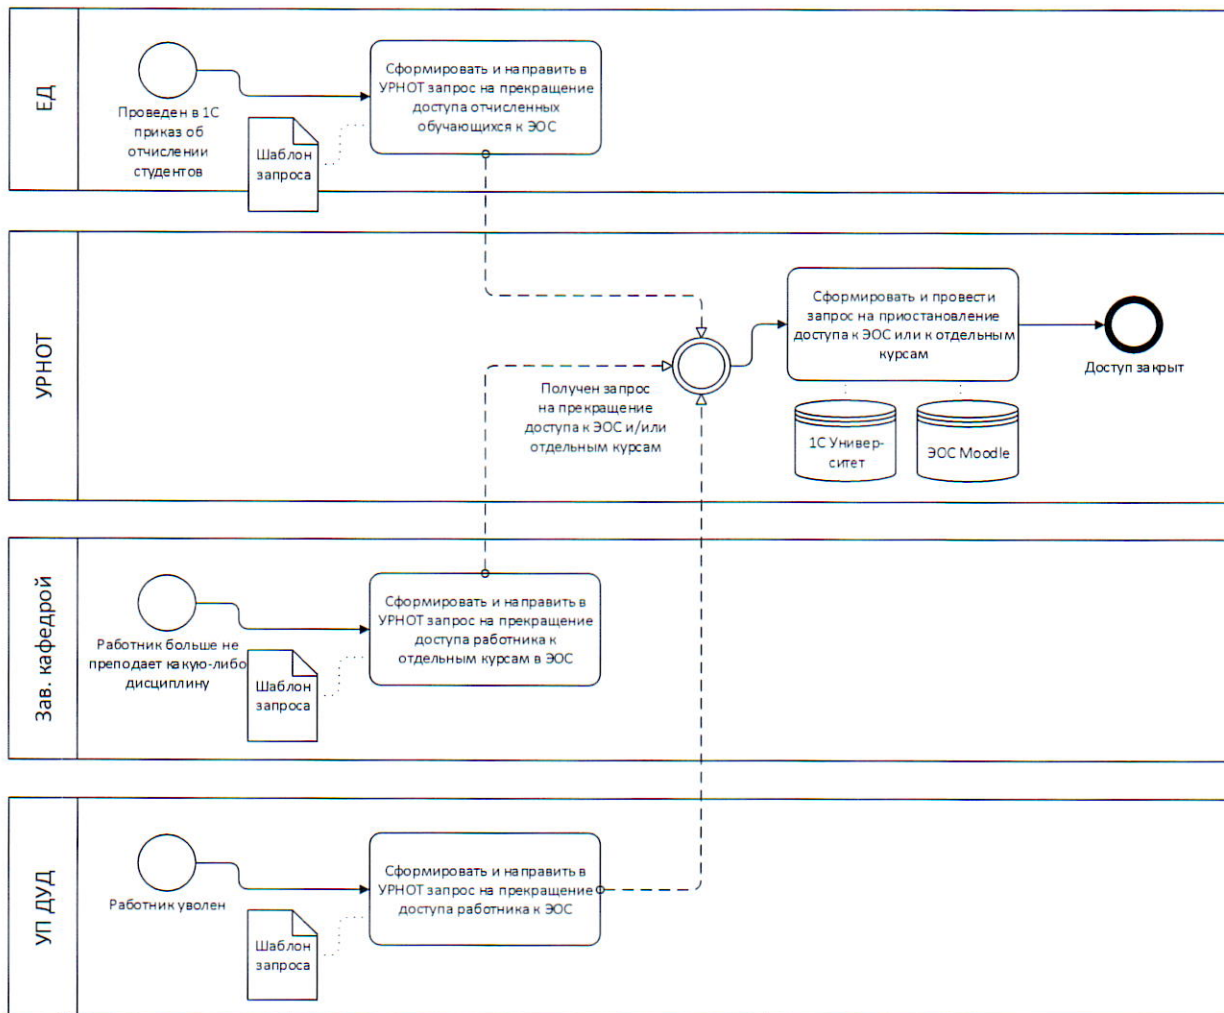 ЕД
Проведен в 1С
приказ об
отчислении
студентов
Шаблон
запроса
Сформировать и направить в
УРНОТ запрос на прекращение
доступа отчисленных
обучающихся к ЭОС
УРНОТ
Получен запрос
на прекращение
доступа к ЭОС и/или
отдельным курсам
Сформировать и провести
запрос на приостановление
доступа к ЭОС или к отдельным
курсам
1С Универ-
ситет
ЭОС Moodle
Доступ закрыт
Зав. кафедрой
Работник больше не
преподает какую-либо
дисциплину
Шаблон
запроса
Сформировать и направить в
УРНОТ запрос на прекращение
доступа работника к
отдельным курсам в ЭОС
УП ДУД
Работник уволен
Шаблон
запроса
Сформировать и направить в
УРНОТ запрос на прекращение
доступа работника к ЭОС